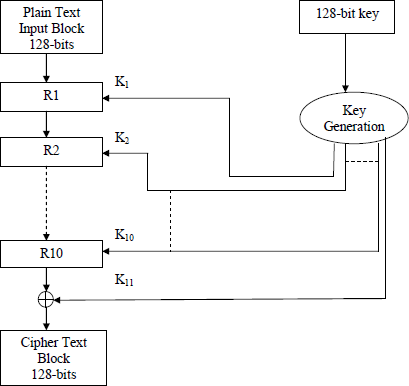 Plain Text
Input Block
128-bits
128-bit key
K1
R1
Key
Generation
K2
R2
K10
R10
K11
Cipher Text
Block
128-bits